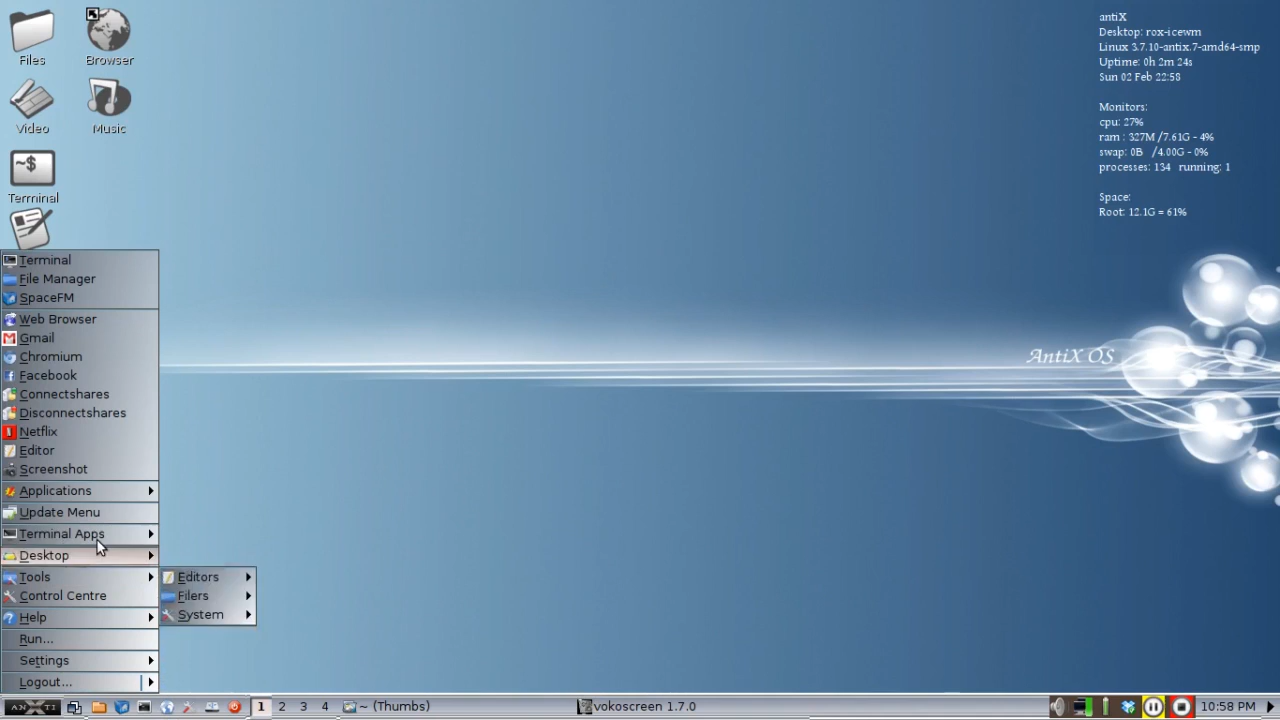 Files
Browser
Video
Music
~$
Terminal
antiX
Desktop: rox-icewm
Linux 3.7.10-antix.7-amd64-smp
Uptime: 0h 2m 24s
Sun 02 Feb 22:58
Monitors:
cpu: 27%
ram : 327M /7.61G - 4%
swap: 0B /4.00G - 0%
processes: 134 running: 1
Space:
Root: 12.1G = 61%
AntiX OS
Terminal
File Manager
SpaceFM
Web Browser
Gmail
Chromium
Facebook
Connectshares
Disconnectshares
Netflix
Editor
Screenshot
Applications
Update Menu
Terminal Apps
Desktop
Tools
Control Centre
Help
Run...
Settings
Logout...
Editors
Filers
System
ANXTI
1 2 3 4
~ (Thumbs)
vokoscreen 1.7.0
10:58 PM